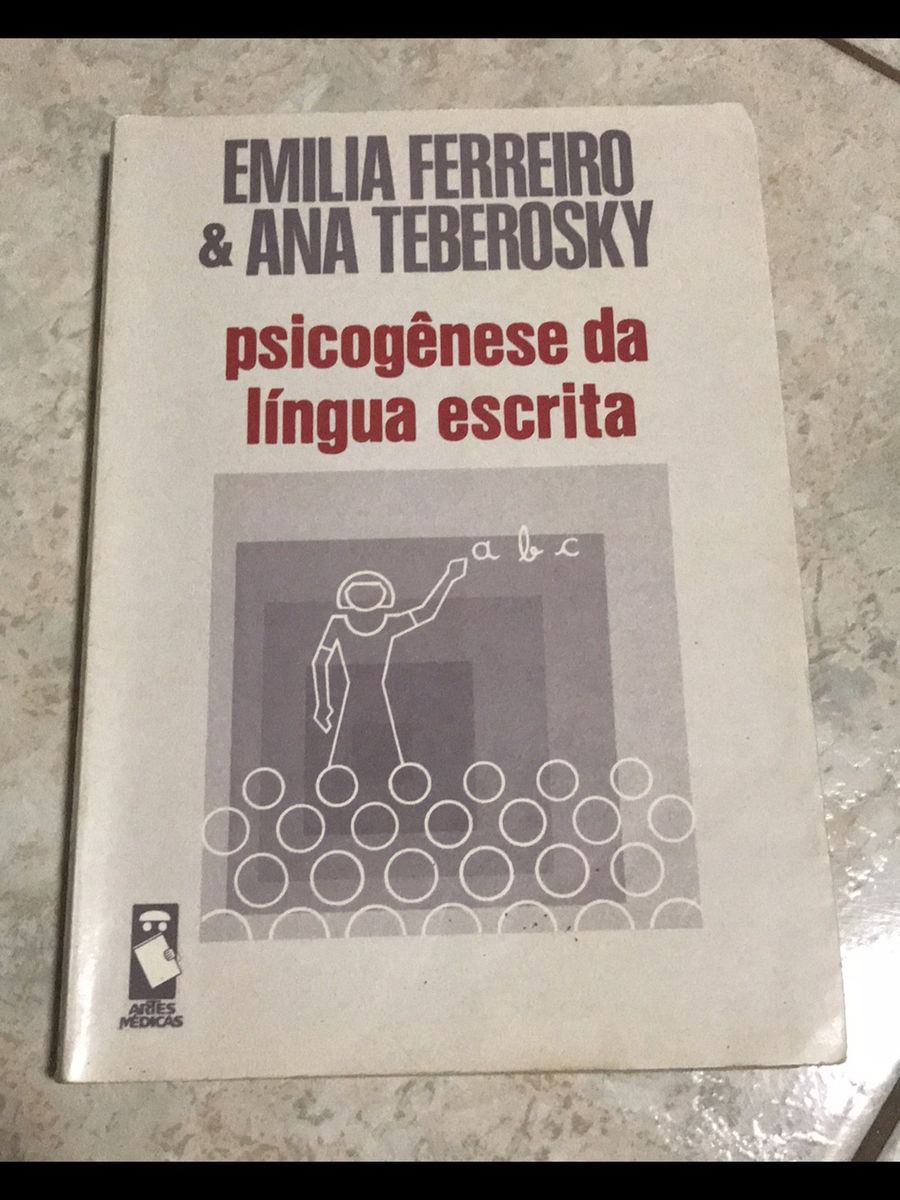 EMILIA FERREIRO
& ANA TEBEROSKY
psicogênese da
língua escrita
a b c
ARTES
MÉDICAS